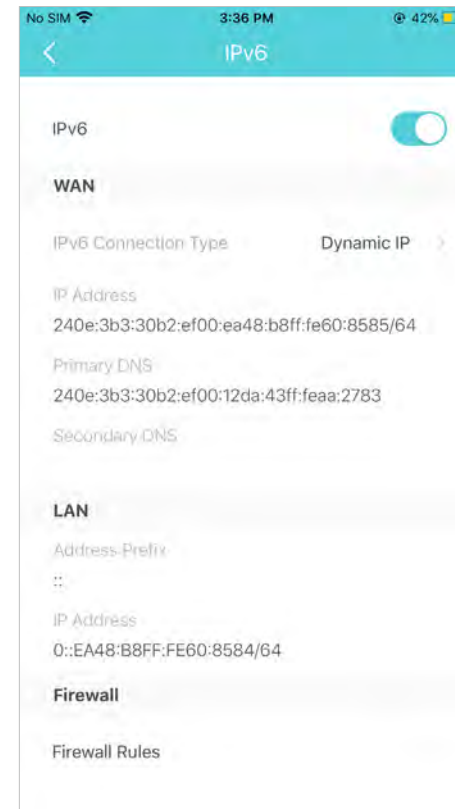 No SIM 3:36 PM 42%
IPv6
IPv6
WAN
IPv6 Connection Type Dynamic IP
IP Address
240e:3b3:30b2:ef00:ea48:b8ff:fe60:8585/64
Primary DNS
240e:3b3:30b2:ef00:12da:43ff:feaa:2783
Secondary DNS
LAN
Address Prefix
::
IP Address
0::EA48:B8FF:FE60:8584/64
Firewall
Firewall Rules